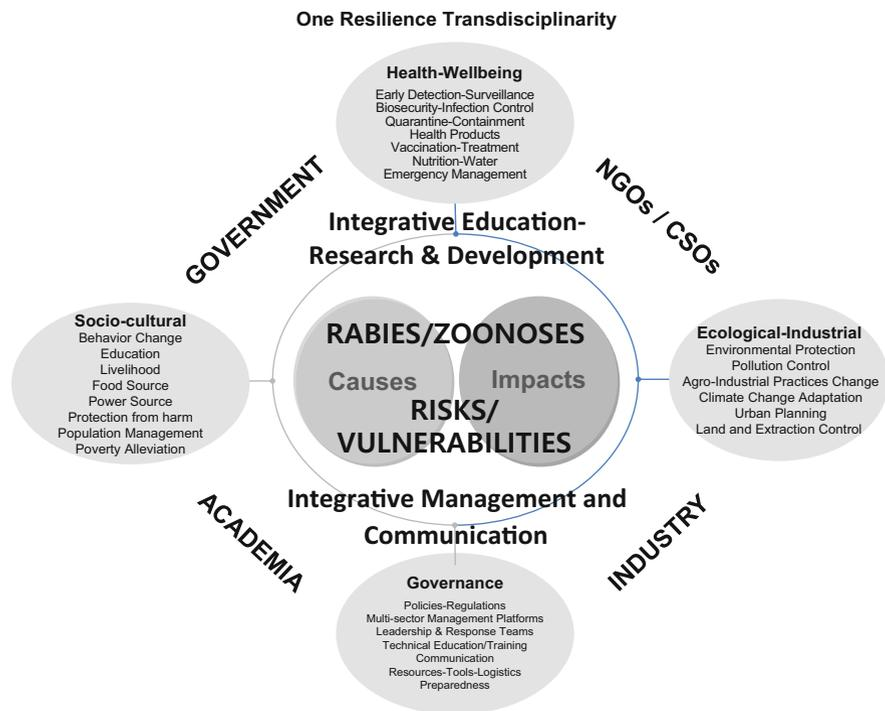 One Resilience Transdisciplinarity
Health-Wellbeing
Early Detection-Surveillance
Biosecurity-Infection Control
Quarantine-Containment
Health Products
Vaccination-Treatment
Nutrition-Water
Emergency Management
GOVERNMENT
NGOs / CSOs
Integrative Education-
Research & Development
Socio-cultural
Behavior Change
Education
Livelihood
Food Source
Power Source
Protection from harm
Population Management
Poverty Alleviation
RABIES/ZOONOSES
Causes
Impacts
RISKS/
VULNERABILITIES
Ecological-Industrial
Environmental Protection
Pollution Control
Agro-Industrial Practices Change
Climate Change Adaptation
Urban Planning
Land and Extraction Control
Integrative Management and
Communication
ACADEMIA
INDUSTRY
Governance
Policies-Regulations
Multi-sector Management Platforms
Leadership & Response Teams
Technical Education/Training
Communication
Resources-Tools-Logistics
Preparedness